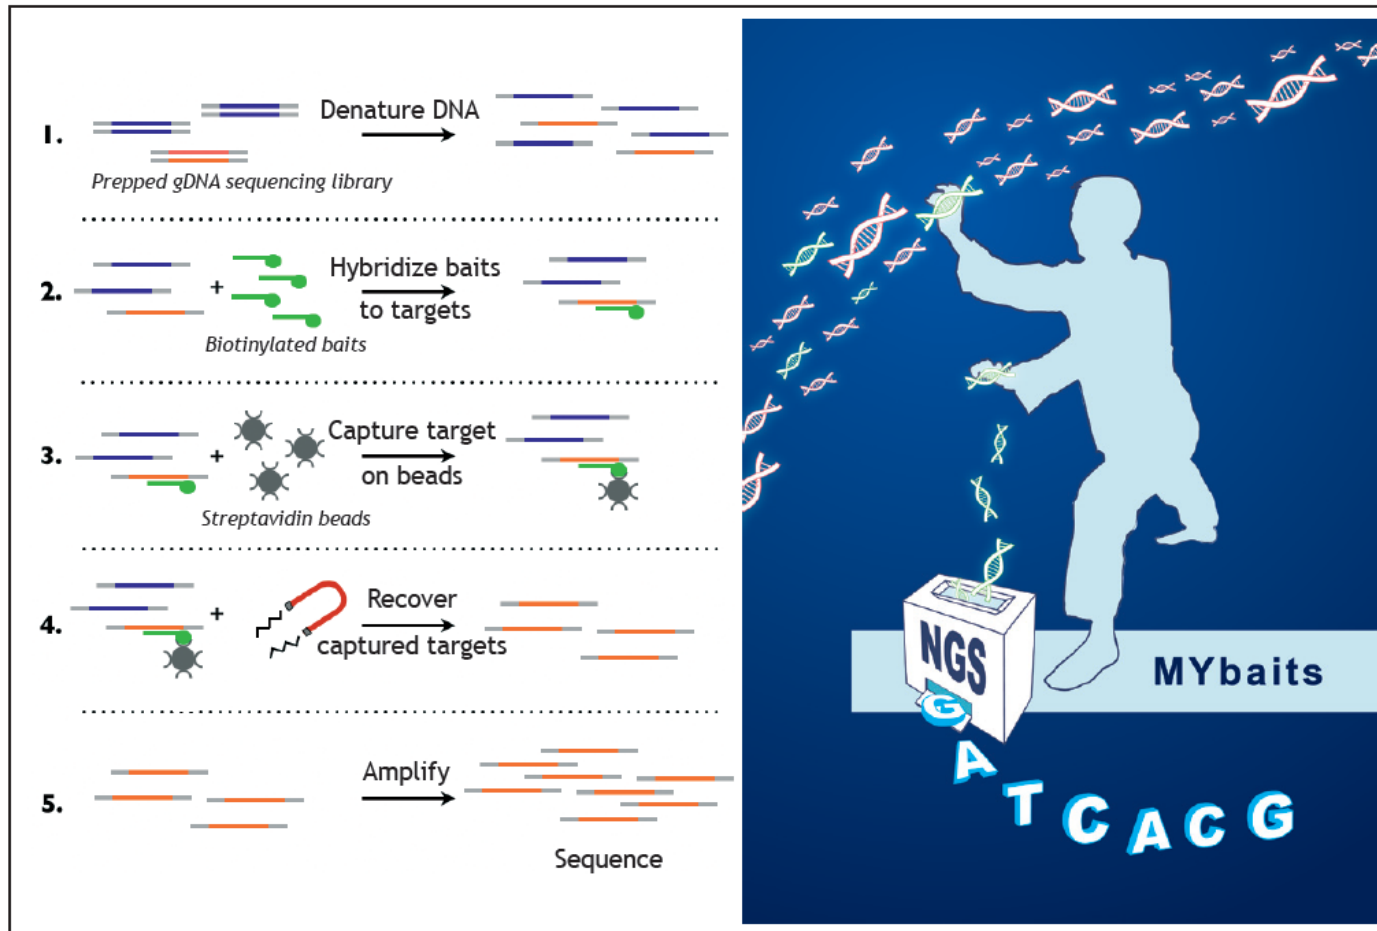 1.
Denature DNA
Prepped gDNA sequencing library
2.
+
Hybridize baits
to targets
Biotinylated baits
3.
+
Capture target
on beads
Streptavidin beads
4.
+
Recover
captured targets
5.
Amplify
Sequence
NGS
MYbaits
G
A
T
C
A
C
G